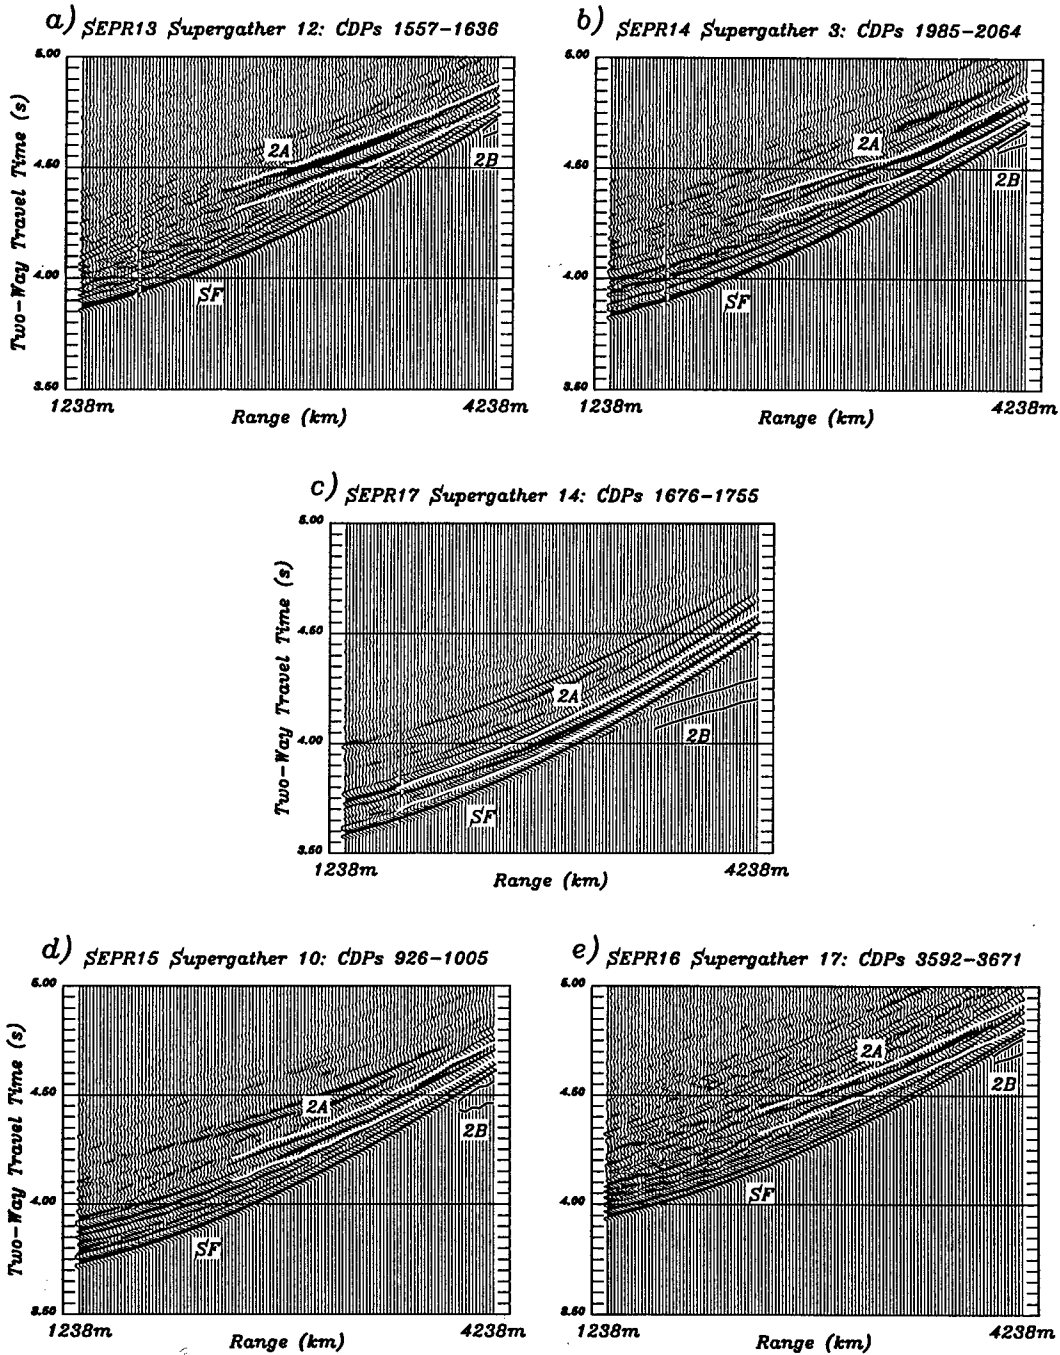 a) SEPR13 Supergather 12: CDPs 1557-1636
5.00
4.50
4.00
3.50
Two-Way Travel Time (s)
2A
2B
SF
1238m
4238m
Range (km)
b) SEPR14 Supergather 3: CDPs 1985-2064
5.00
4.50
4.00
3.50
2A
2B
SF
1238m
4238m
Range (km)
c) SEPR17 Supergather 14: CDPs 1676-1755
5.00
4.50
4.00
3.50
Two-Way Travel Time (s)
2A
2B
SF
1238m
4238m
Range (km)
d) SEPR15 Supergather 10: CDPs 926-1005
5.00
4.50
4.00
3.50
Two-Way Travel Time (s)
2A
2B
SF
1238m
4238m
Range (km)
e) SEPR16 Supergather 17: CDPs 3592-3671
5.00
4.50
4.00
3.50
2A
2B
SF
1238m
4238m
Range (km)